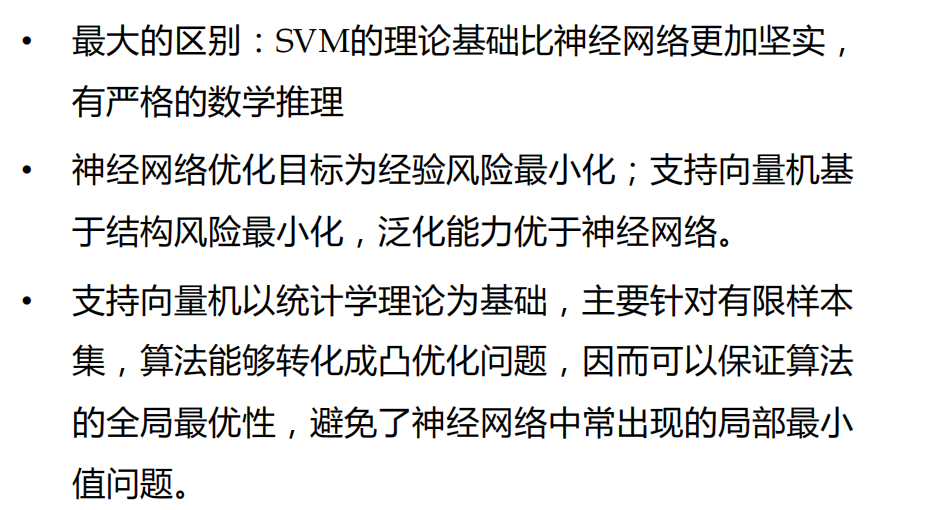 • 最大的区别：SVM的理论基础比神经网络更加坚实，
有严格的数学推理
• 神经网络优化目标为经验风险最小化；支持向量机基
于结构风险最小化，泛化能力优于神经网络。
• 支持向量机以统计学理论为基础，主要针对有限样本
集，算法能够转化成凸优化问题，因而可以保证算法
的全局最优性，避免了神经网络中常出现的局部最小
值问题。